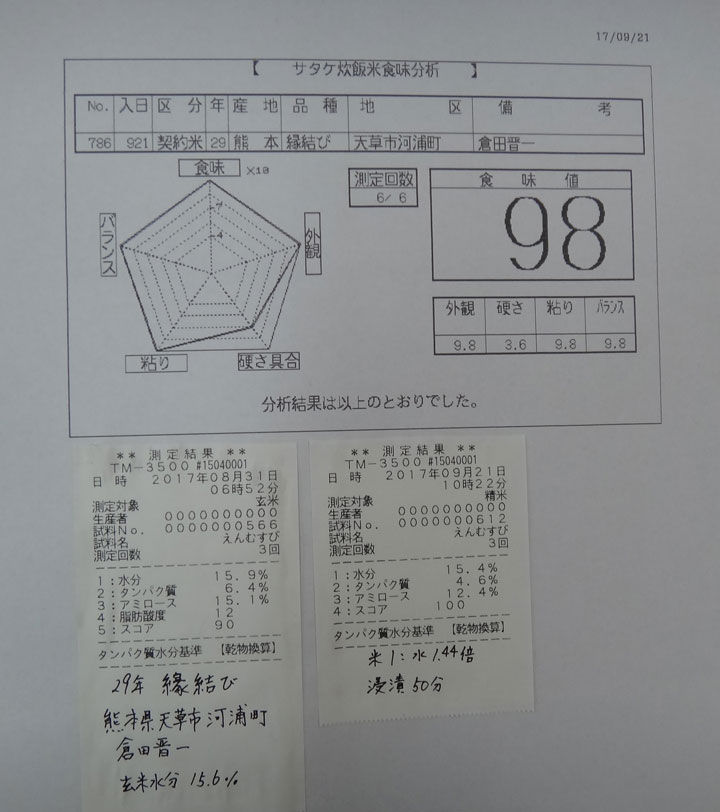 17/09/21
【 サタケ炊飯米食味分析 】
No. 入日 区分 年 産地 品種 地区 備考
786 921 契約米 29 熊本 縁結び 天草市河浦町 倉田晋一
食味 ×10
7
4
バランス
外観
粘り
硬さ具合
測定回数
6/ 6
食味値
98
外観 硬さ 粘り バランス
9.8 3.6 9.8 9.8
分析結果は以上のとおりでした。
** 測定結果 **
TM-3500 #15040001
日時 2017年08月31日
06時52分
測定対象 玄米
生産者 0000000000
試料No. 0000000566
試料名 えんむすび
測定回数 3回
1:水分 15.9%
2:タンパク質 6.4%
3:アミロース 15.1%
4:脂肪酸度 12
5:スコア 90
タンパク質水分基準 【乾物換算】
29年 縁結び
熊本県天草市河浦町
倉田晋一
玄米水分 15.6%
** 測定結果 **
TM-3500 #15040001
日時 2017年09月21日
10時22分
測定対象 精米
生産者 0000000000
試料No. 0000000612
試料名 えんむすび
測定回数 3回
1:水分 15.4%
2:タンパク質 4.6%
3:アミロース 12.4%
4:スコア 100
タンパク質水分基準 【乾物換算】
米1:水1.44倍
浸漬50分